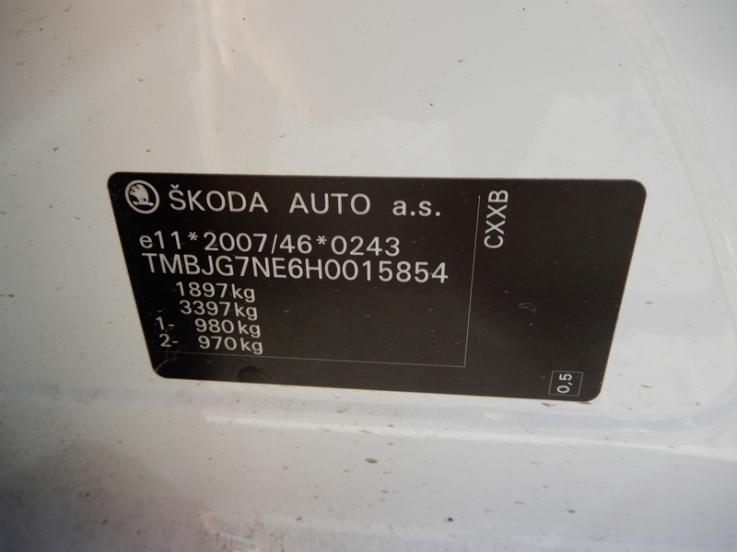 ŠKODA AUTO a.s.
e11*2007/46*0243
TMBJG7NE6H0015854
1897kg
3397kg
1- 980kg
2- 970kg
CXXB
0,5